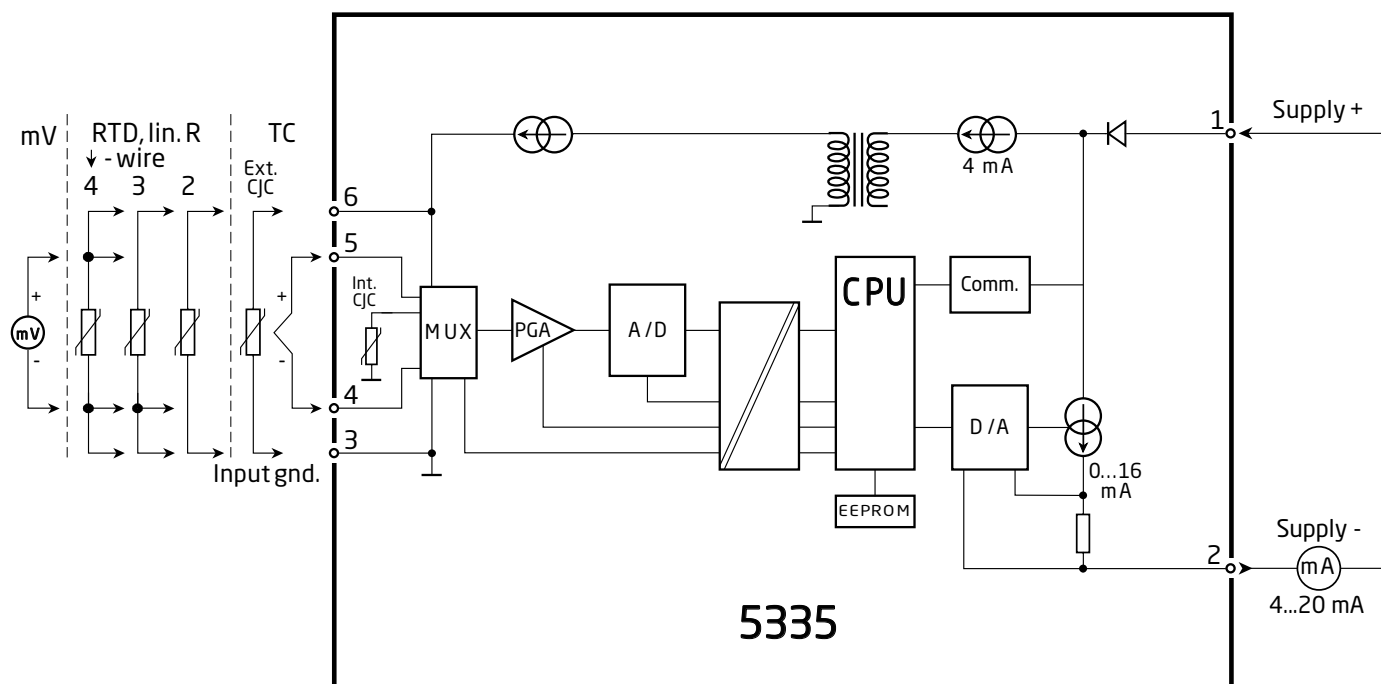 mV
RTD, lin. R
- wire
4 3 2
TC
Ext.
CJC
+
-
mV
+
-
Input gnd.
6
5
4
3
Int.
CJC
MUX
PGA
A/D
CPU
EEPROM
Comm.
D/A
4 mA
0...16
mA
1
Supply +
2
Supply -
mA
4...20 mA
5335